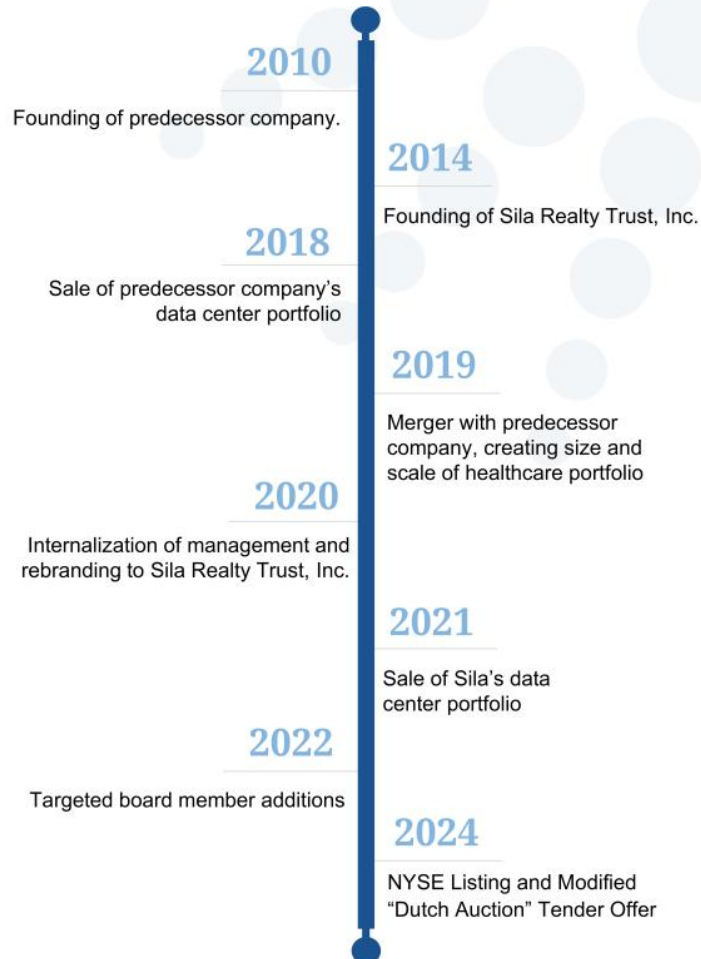 2010
Founding of predecessor company.
2014
Founding of Sila Realty Trust, Inc.
2018
Sale of predecessor company’s
data center portfolio
2019
Merger with predecessor
company, creating size and
scale of healthcare portfolio
2020
Internalization of management and
rebranding to Sila Realty Trust, Inc.
2021
Sale of Sila’s data
center portfolio
2022
Targeted board member additions
2024
NYSE Listing and Modified
“Dutch Auction” Tender Offer